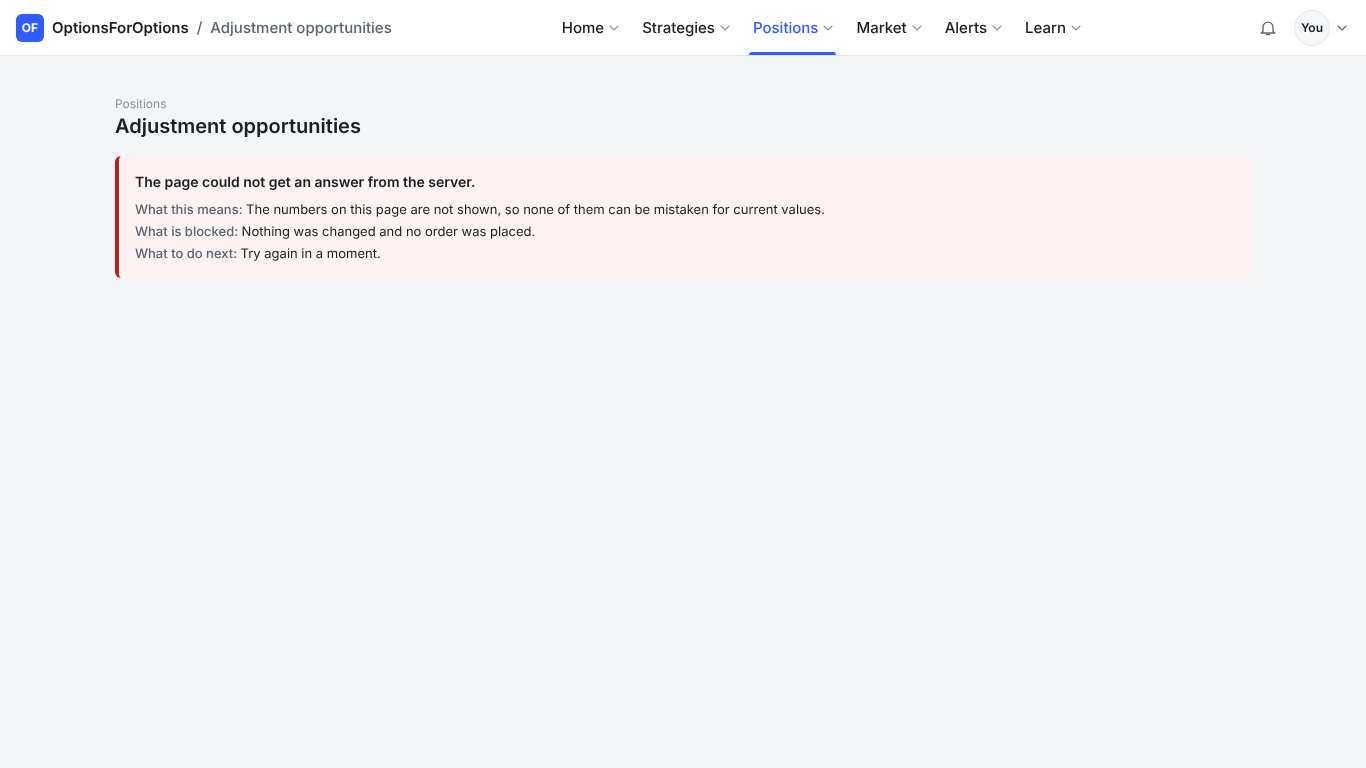 OF OptionsForOptions / Adjustment opportunities Home Strategies Positions Market Alerts Learn You
Positions
Adjustment opportunities
The page could not get an answer from the server.
What this means: The numbers on this page are not shown, so none of them can be mistaken for current values.
What is blocked: Nothing was changed and no order was placed.
What to do next: Try again in a moment.